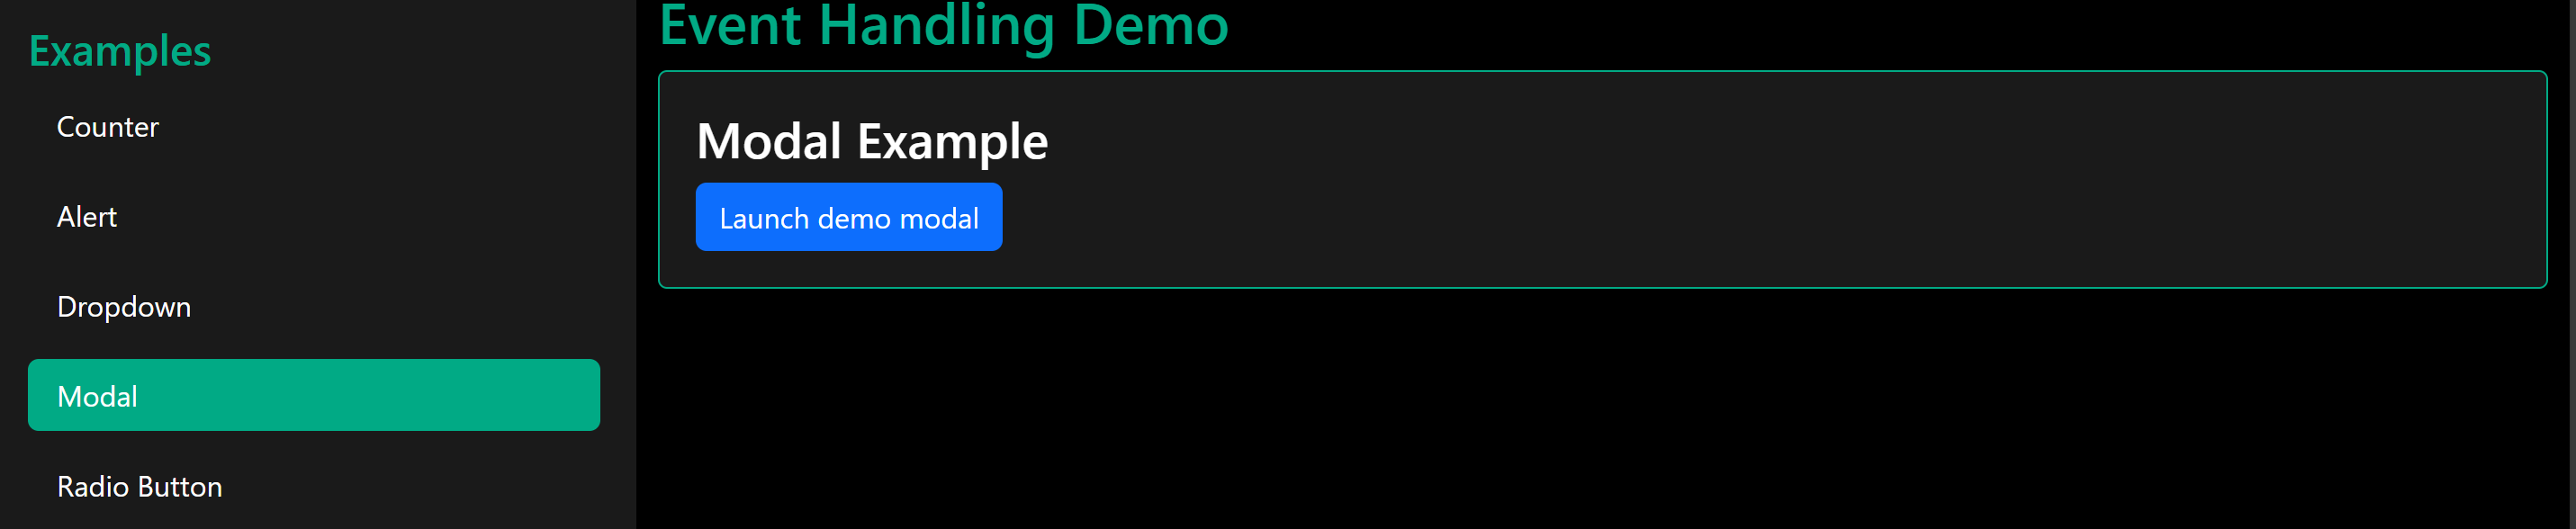 Examples
Counter
Alert
Dropdown
Modal
Radio Button
Event Handling Demo
Modal Example
Launch demo modal